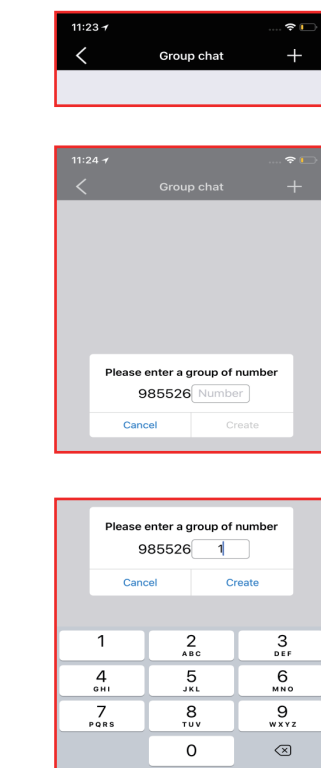 11:23
Group chat
11:24
Group chat
Please enter a group of number
985526 Number
Cancel Create
Please enter a group of number
985526 1
Cancel Create
1 2 3
ABC DEF
4 5 6
GHI JKL MNO
7 8 9
PQRS TUV WXYZ
0